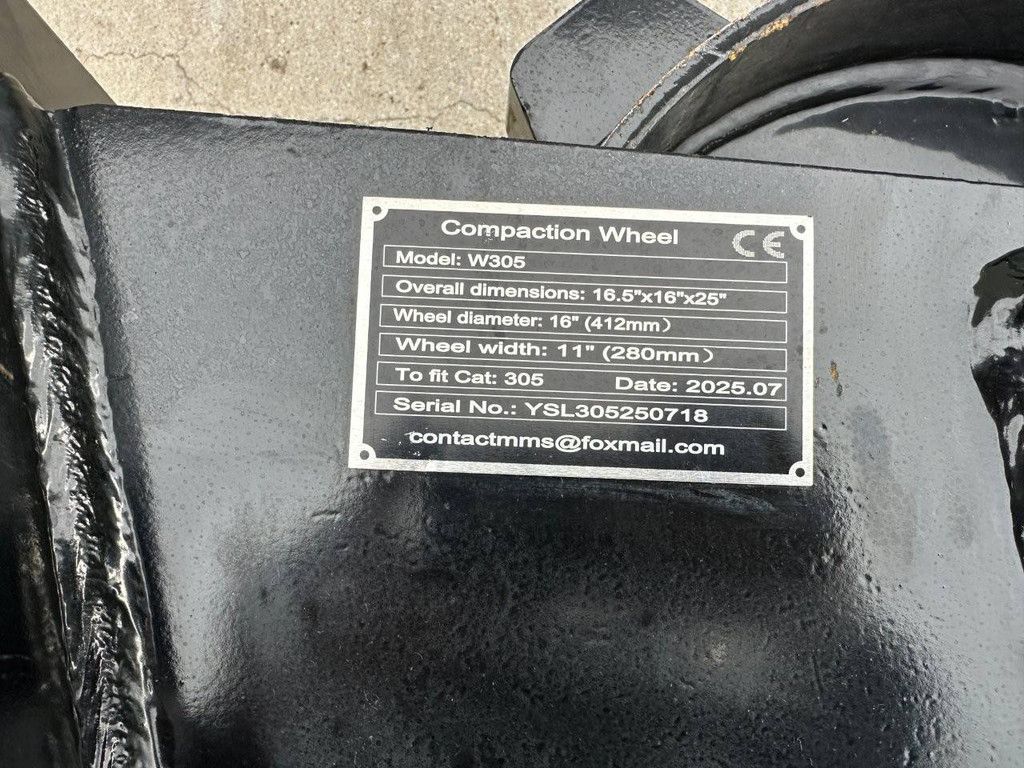 Compaction Wheel CE
Model: W305
Overall dimensions: 16.5"x16"x25"
Wheel diameter: 16" (412mm)
Wheel width: 11" (280mm)
To fit Cat: 305 Date: 2025.07
Serial No.: YSL305250718
contactmms@foxmail.com